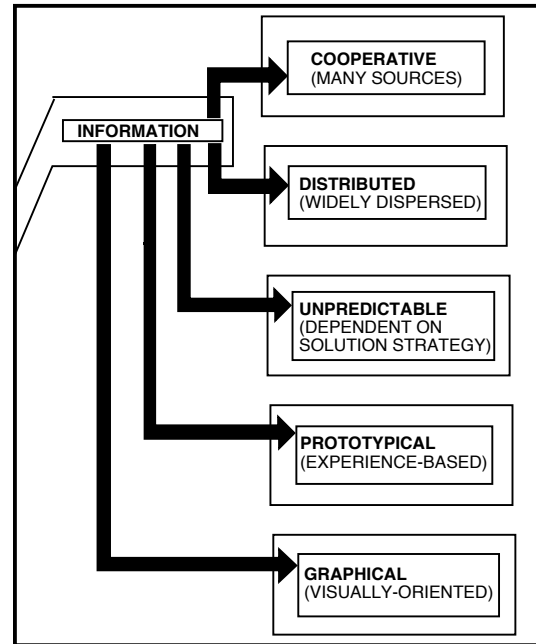 COOPERATIVE
(MANY SOURCES)
INFORMATION
DISTRIBUTED
(WIDELY DISPERSED)
UNPREDICTABLE
(DEPENDENT ON
SOLUTION STRATEGY)
PROTOTYPICAL
(EXPERIENCE-BASED)
GRAPHICAL
(VISUALLY-ORIENTED)